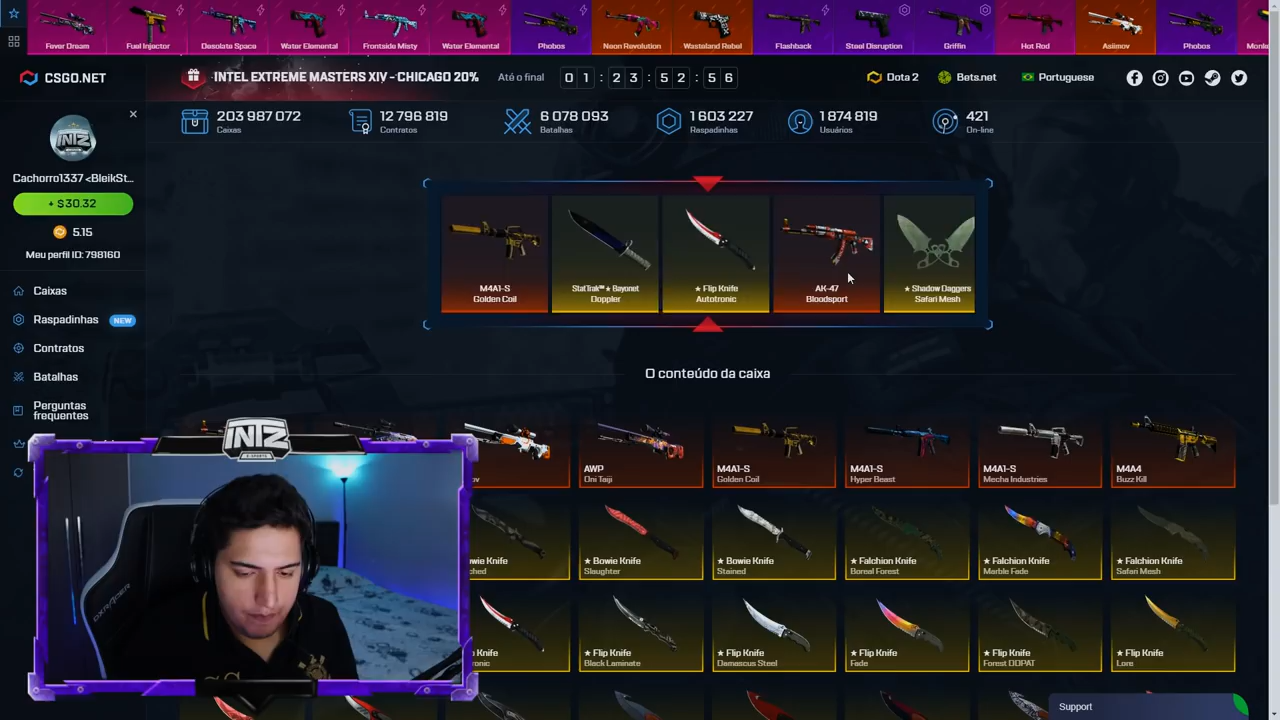 Fever Dream
Fuel Injector
Desolate Space
Water Elemental
Frontside Misty
Water Elemental
Phobos
Neon Revolution
Wasteland Rebel
Flashback
Steel Disruption
Griffin
Hot Rod
Asiimov
Phobos
CSGO.NET
INTEL EXTREME MASTERS XIV - CHICAGO 20%
Até o final
0 1 : 2 3 : 5 2 : 5 6
Dota 2
Bets.net
Portuguese
203 987 072
Caixas
12 796 819
Contratos
6 078 093
Batalhas
1 603 227
Raspadinhas
1 874 819
Usuários
421
On-line
Cachorro1337 <BleikSt...
+ $30.32
5.15
Meu perfil ID: 798160
Caixas
Raspadinhas NEW
Contratos
Batalhas
Perguntas
frequentes
M4A1-S
Golden Coil
StatTrak™ ★ Bayonet
Doppler
★ Flip Knife
Autotronic
AK-47
Bloodsport
★ Shadow Daggers
Safari Mesh
O conteúdo da caixa
AWP
Oni Taiji
M4A1-S
Golden Coil
M4A1-S
Hyper Beast
M4A1-S
Mecha Industries
M4A4
Buzz Kill
Knife
★ Bowie Knife
Slaughter
★ Bowie Knife
Stained
★ Falchion Knife
Boreal Forest
★ Falchion Knife
Marble Fade
★ Falchion Knife
Safari Mesh
Knife
★ Flip Knife
Black Laminate
★ Flip Knife
Damascus Steel
★ Flip Knife
Fade
★ Flip Knife
Forest DDPAT
★ Flip Knife
Lore
INTZ
DXRACER
Support